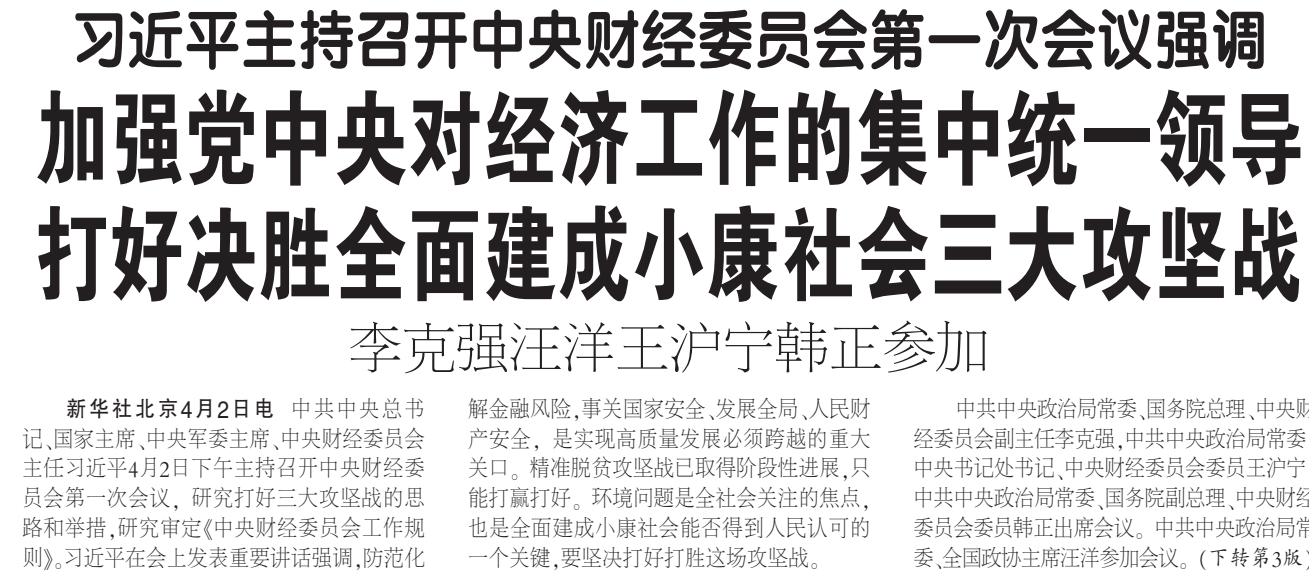 习近平主持召开中央财经委员会第一次会议强调
加强党中央对经济工作的集中统一领导
打好决胜全面建成小康社会三大攻坚战
李克强汪洋王沪宁韩正参加
新华社北京4月2日电 中共中央总书
记、国家主席、中央军委主席、中央财经委员会
主任习近平4月2日下午主持召开中央财经委
员会第一次会议，研究打好三大攻坚战的思
路和举措，研究审定《中央财经委员会工作规
则》。习近平在会上发表重要讲话强调，防范化
解金融风险，事关国家安全、发展全局、人民财
产安全，是实现高质量发展必须跨越的重大
关口。精准脱贫攻坚战已取得阶段性进展，只
能打赢打好。环境问题是全社会关注的焦点，
也是全面建成小康社会能否得到人民认可的
一个关键，要坚决打好打胜这场攻坚战。
中共中央政治局常委、国务院总理、中央财
经委员会副主任李克强，中共中央政治局常委
中央书记处书记、中央财经委员会委员王沪宁
中共中央政治局常委、国务院副总理、中央财经
委员会委员韩正出席会议。中共中央政治局常
委、全国政协主席汪洋参加会议。(下转第3版)